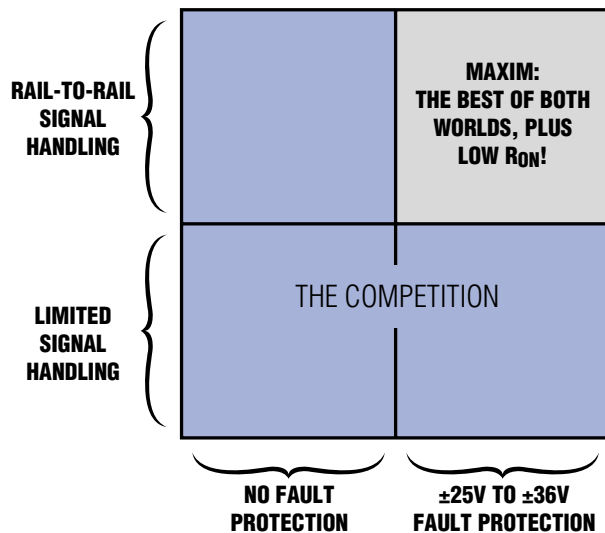 RAIL-TO-RAIL
SIGNAL
HANDLING
MAXIM:
THE BEST OF BOTH
WORLDS, PLUS
LOW RON!
LIMITED
SIGNAL
HANDLING
THE COMPETITION
NO FAULT
PROTECTION
±25V TO ±36V
FAULT PROTECTION